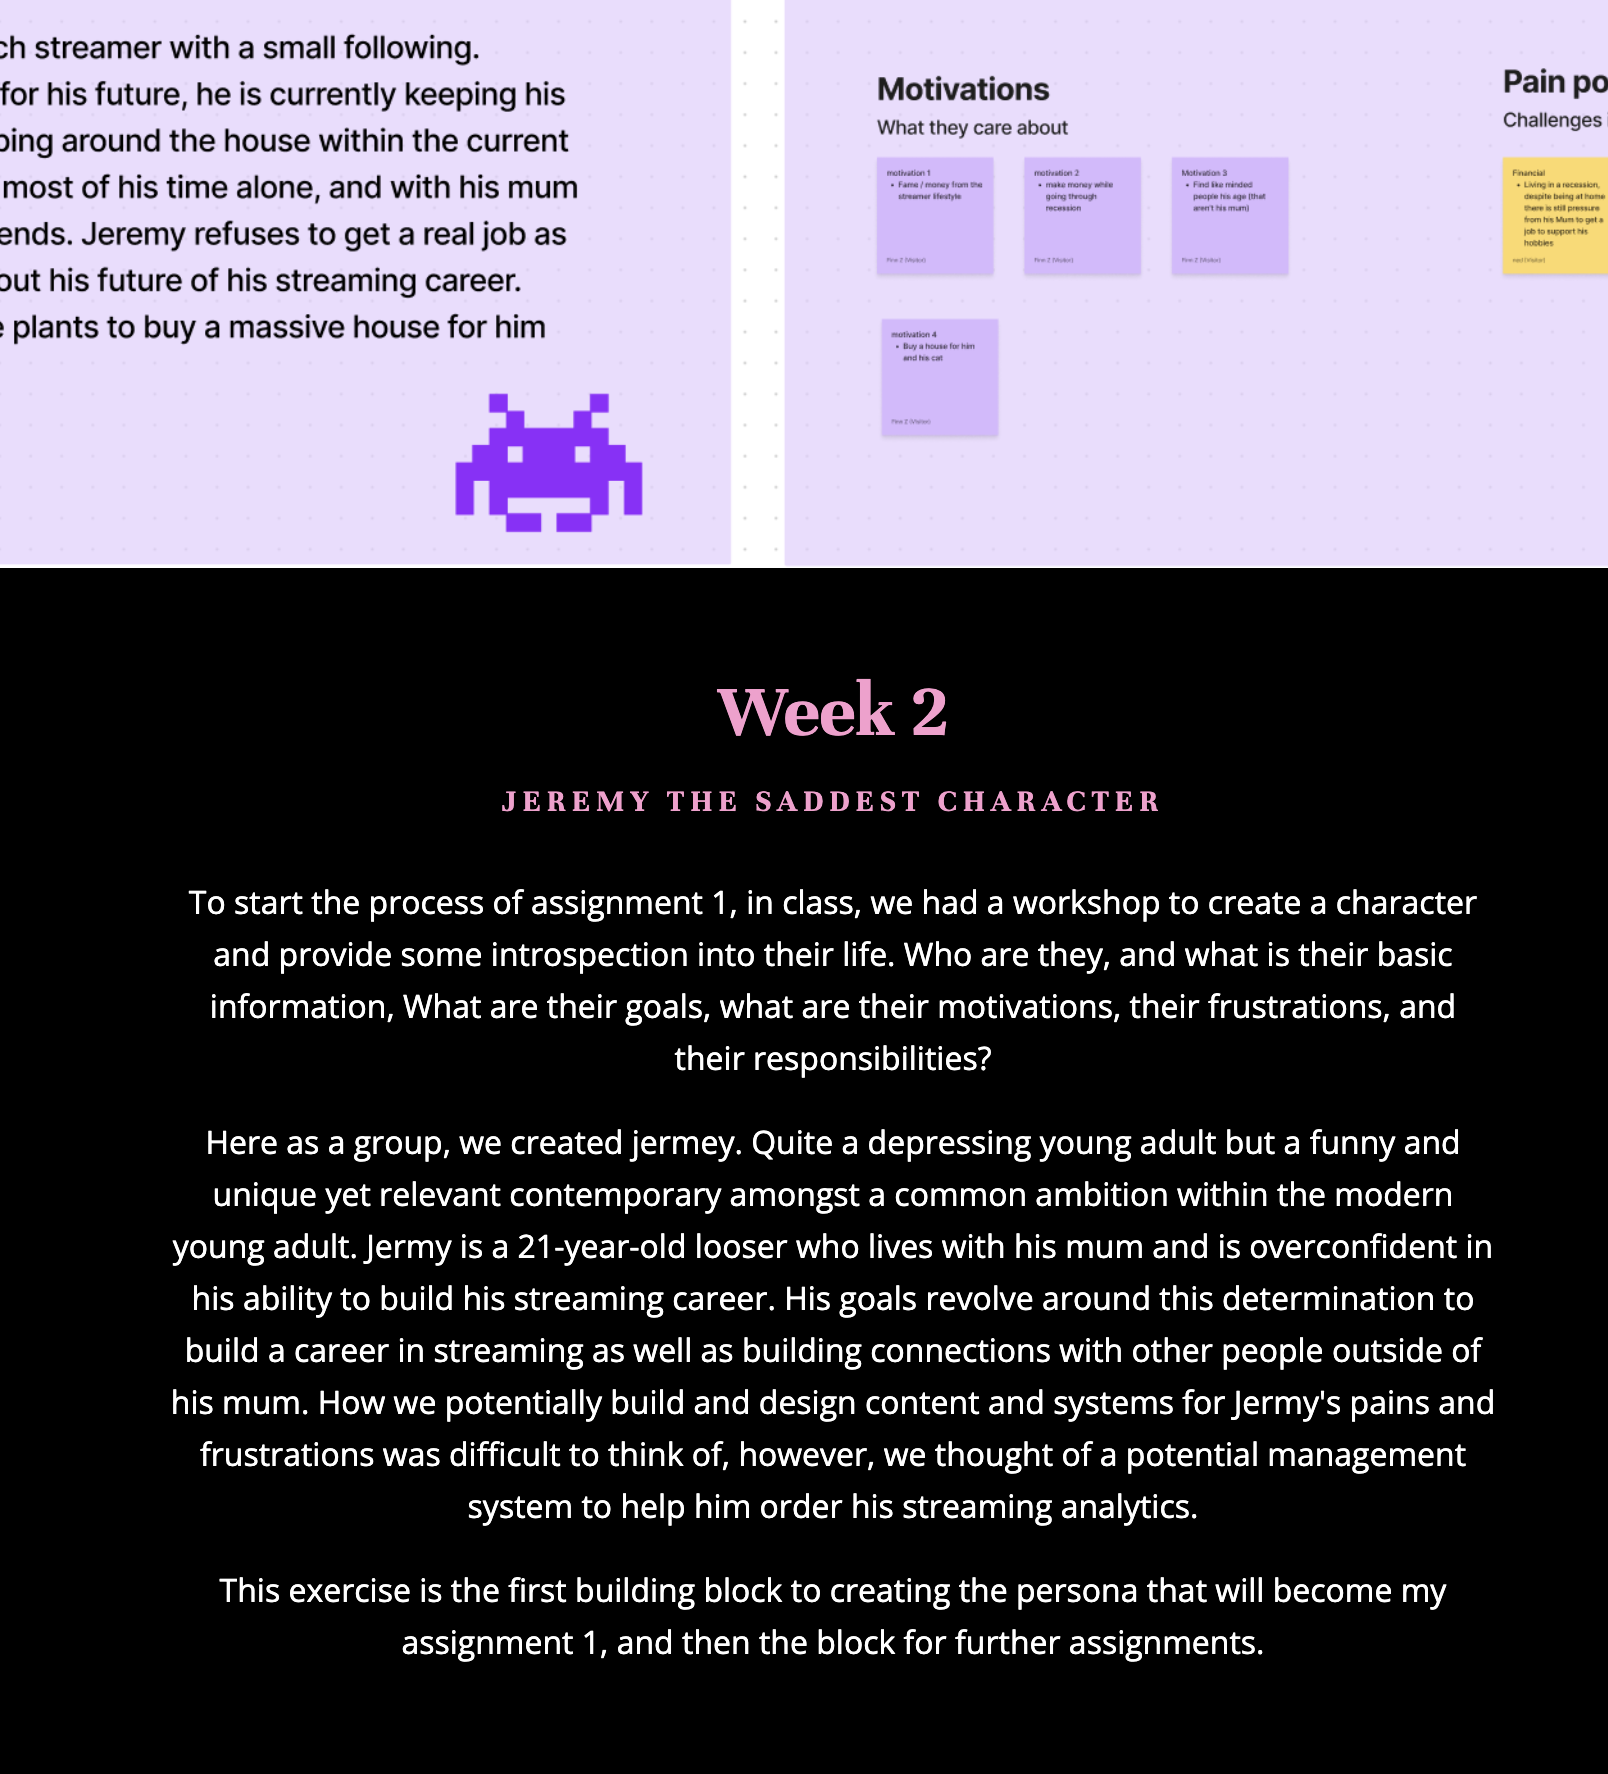 ch streamer with a small following.
for his future, he is currently keeping his
ping around the house within the current
most of his time alone, and with his mum
ends. Jeremy refuses to get a real job as
out his future of his streaming career.
e plants to buy a massive house for him
Motivations
What they care about
motivation 1
• Fame / money from the
streamer lifestyle
Finn Z (Visitor)
motivation 2
• make money while
going through
recession
Finn Z (Visitor)
Motivation 3
• Find like minded
people his age (that
aren't his mum)
Finn Z (Visitor)
motivation 4
• Buy a house for him
and his cat
Finn Z (Visitor)
Pain po
Challenges i
Financial
• Living in a recession,
despite being at home
there is still pressure
from his Mum to get a
job to support his
hobbies
(Visitor)
Week 2
JEREMY THE SADDEST CHARACTER
To start the process of assignment 1, in class, we had a workshop to create a character
and provide some introspection into their life. Who are they, and what is their basic
information, What are their goals, what are their motivations, their frustrations, and
their responsibilities?
Here as a group, we created jermey. Quite a depressing young adult but a funny and
unique yet relevant contemporary amongst a common ambition within the modern
young adult. Jermy is a 21-year-old looser who lives with his mum and is overconfident in
his ability to build his streaming career. His goals revolve around this determination to
build a career in streaming as well as building connections with other people outside of
his mum. How we potentially build and design content and systems for Jermy's pains and
frustrations was difficult to think of, however, we thought of a potential management
system to help him order his streaming analytics.
This exercise is the first building block to creating the persona that will become my
assignment 1, and then the block for further assignments.